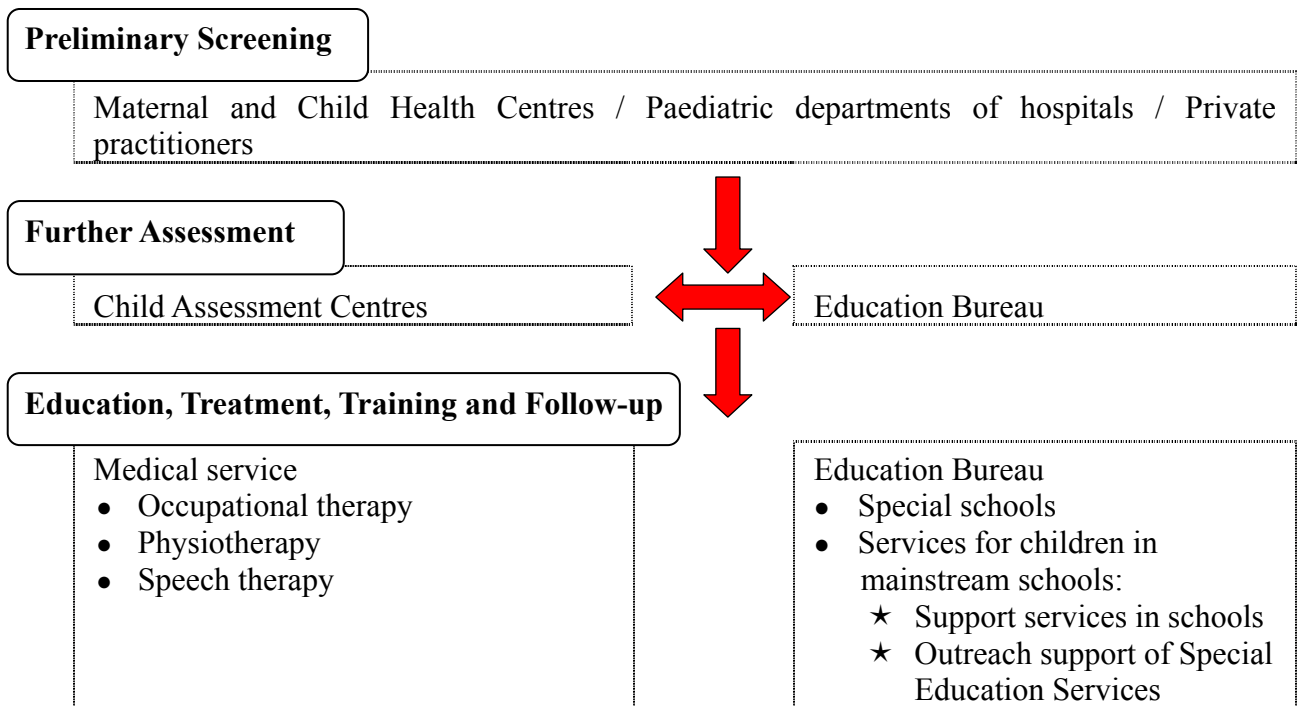 Preliminary Screening
Maternal and Child Health Centres / Paediatric departments of hospitals / Private
practitioners
Further Assessment
Child Assessment Centres
Education Bureau
Education, Treatment, Training and Follow-up
Medical service
● Occupational therapy
● Physiotherapy
● Speech therapy
Education Bureau
● Special schools
● Services for children in
mainstream schools:
★ Support services in schools
★ Outreach support of Special
Education Services